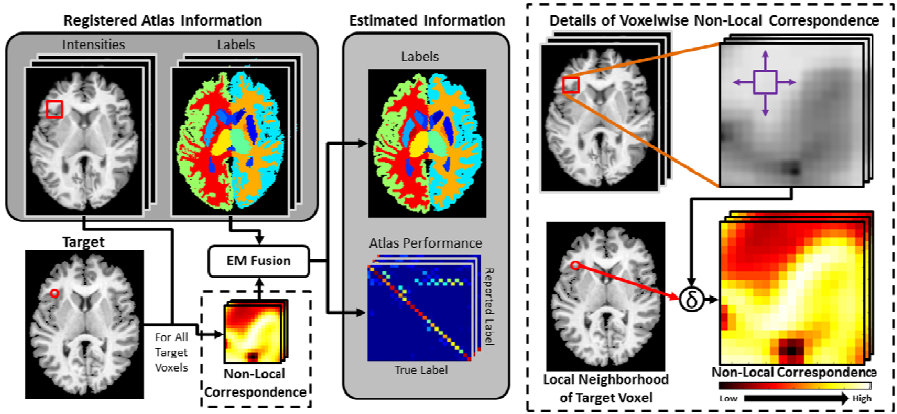 Registered Atlas Information
Intensities
Labels
Target
For All
Target
Voxels
EM Fusion
Non-Local
Correspondence
Estimated Information
Labels
Atlas Performance
Reported Label
True Label
Details of Voxelwise Non-Local Correspondence
δ
Local Neighborhood
of Target Voxel
Non-Local Correspondence
Low
High